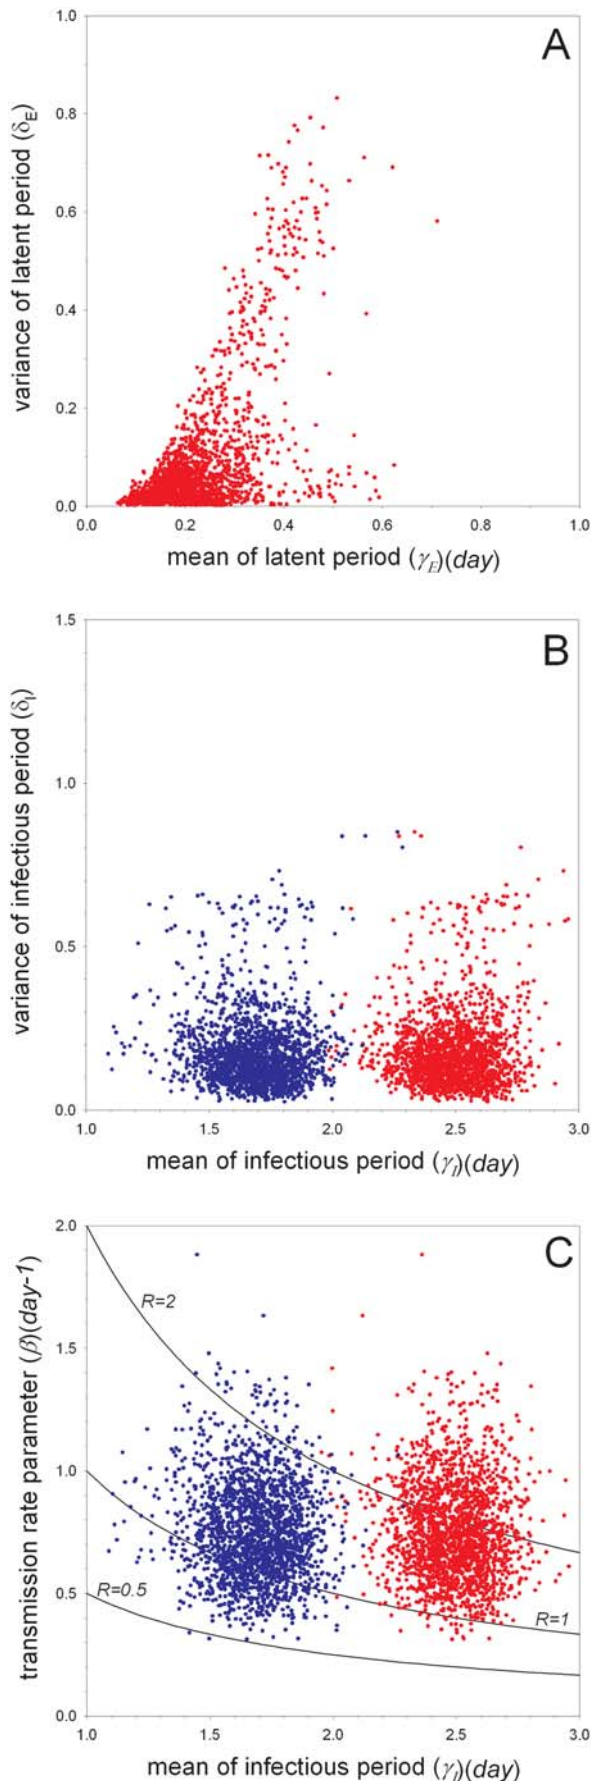 A
1.0
0.8
0.6
0.4
0.2
0.0
variance of latent period (δE)
0.0 0.2 0.4 0.6 0.8 1.0
mean of latent period (γE)(day)
B
1.5
1.0
0.5
0.0
variance of infectious period (δI)
1.0 1.5 2.0 2.5 3.0
mean of infectious period (γI)(day)
C
2.0
1.5
1.0
0.5
0.0
transmission rate parameter (β)(day-1)
R=2
R=0.5
R=1
1.0 1.5 2.0 2.5 3.0
mean of infectious period (γI)(day)